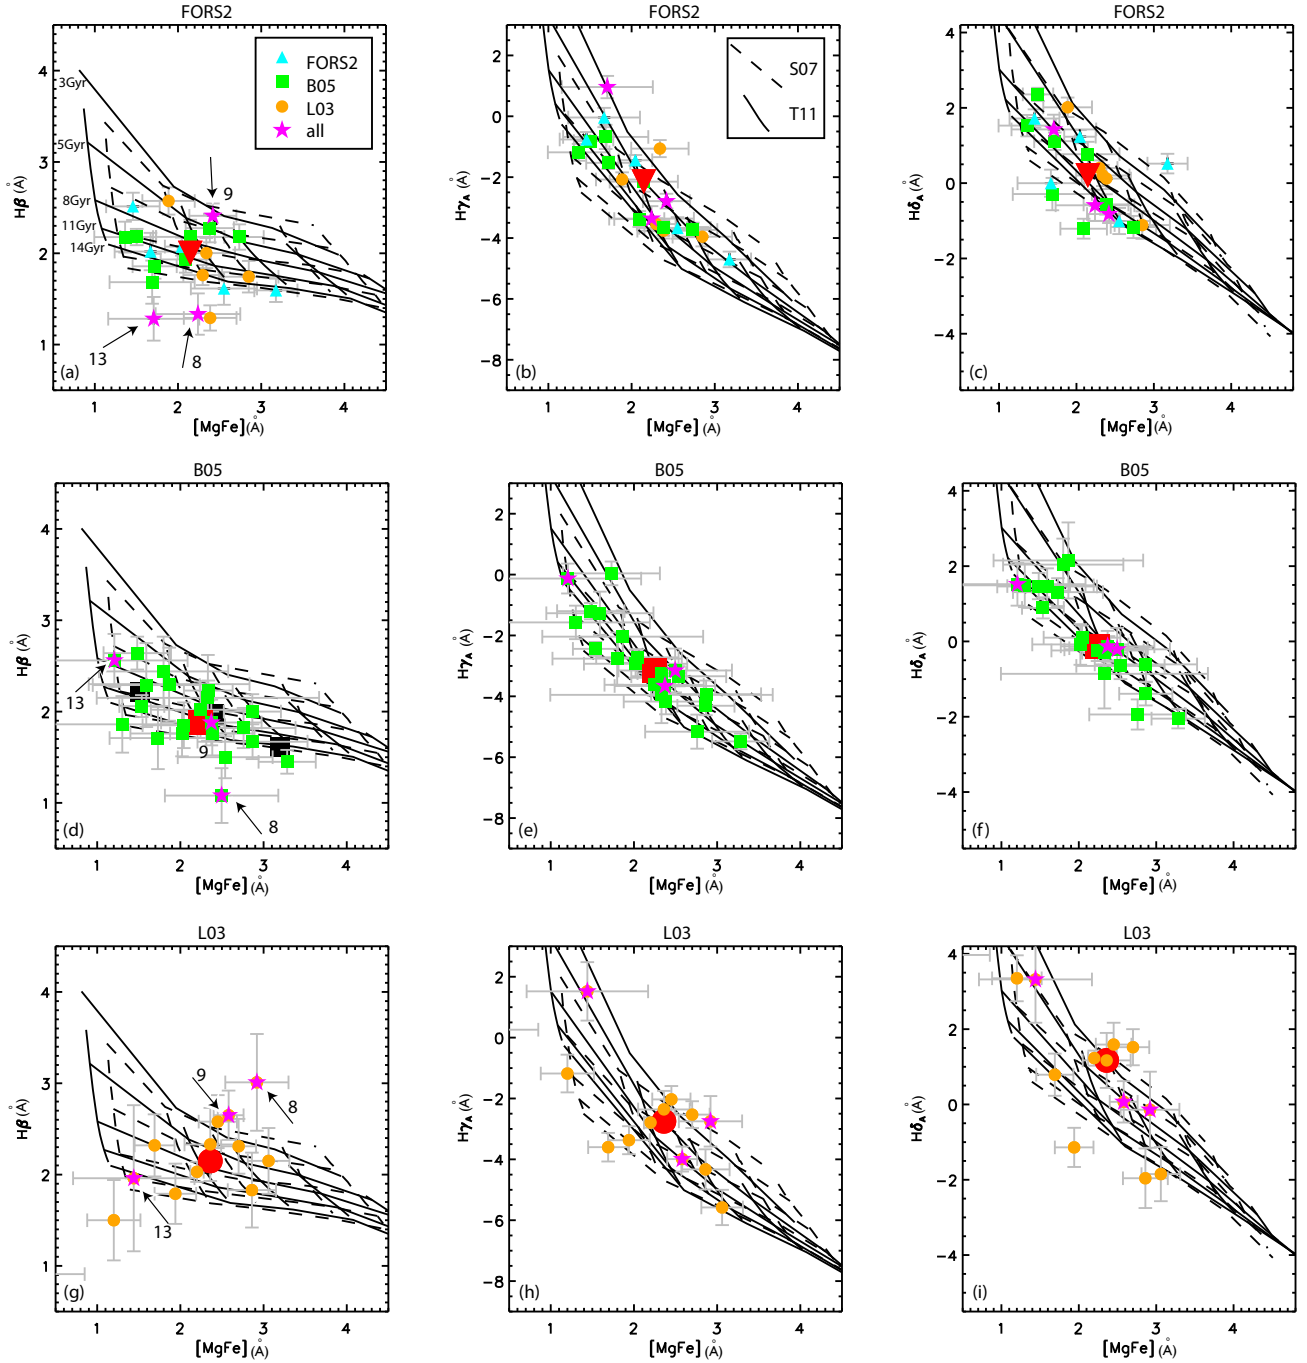 FORS2
FORS2
FORS2
4
3
2
1
Hβ (Å)
3Gyr
5Gyr
8Gyr
11Gyr
14Gyr
FORS2
B05
L03
all
9
13
8
(a)
1 2 3 4
[MgFe] (Å)
2
0
−2
−4
−6
−8
HγA (Å)
S07
T11
(b)
1 2 3 4
[MgFe] (Å)
4
2
0
−2
−4
HδA (Å)
(c)
1 2 3 4
[MgFe] (Å)
B05
B05
B05
4
3
2
1
Hβ (Å)
13
9
8
(d)
1 2 3 4
[MgFe] (Å)
2
0
−2
−4
−6
−8
HγA (Å)
(e)
1 2 3 4
[MgFe] (Å)
4
2
0
−2
−4
HδA (Å)
(f)
1 2 3 4
[MgFe] (Å)
L03
L03
L03
4
3
2
1
Hβ (Å)
9
8
13
(g)
1 2 3 4
[MgFe] (Å)
2
0
−2
−4
−6
−8
HγA (Å)
(h)
1 2 3 4
[MgFe] (Å)
4
2
0
−2
−4
HδA (Å)
(i)
1 2 3 4
[MgFe] (Å)